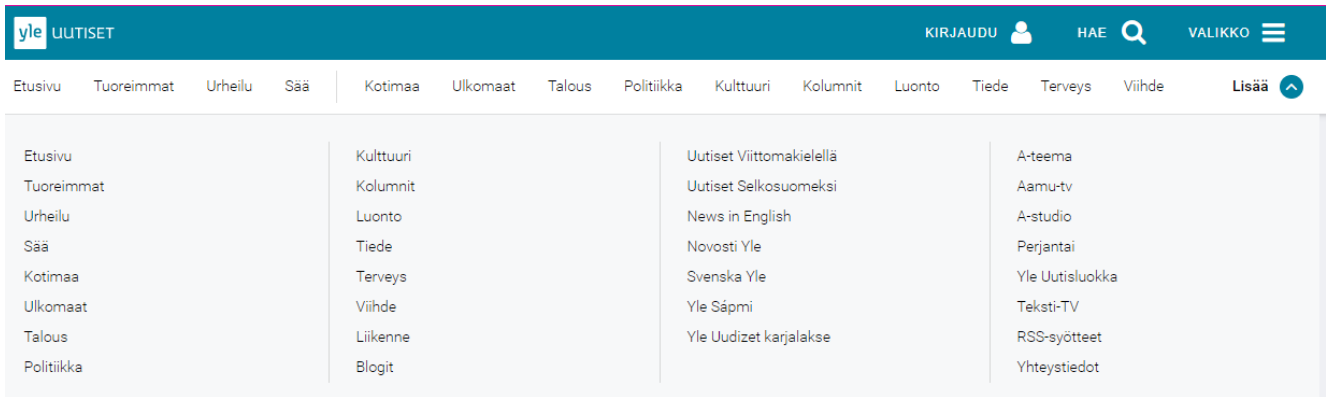 yle UUTISET KIRJAUDU HAE VALIKKO
Etusivu Tuoreimmat Urheilu Sää Kotimaa Ulkomaat Talous Politiikka Kulttuuri Kolumnit Luonto Tiede Terveys Viihde Lisää
Etusivu
Tuoreimmat
Urheilu
Sää
Kotimaa
Ulkomaat
Talous
Politiikka
Kulttuuri
Kolumnit
Luonto
Tiede
Terveys
Viihde
Liikenne
Blogit
Uutiset Viittomakielellä
Uutiset Selkosuomeksi
News in English
Novosti Yle
Svenska Yle
Yle Sápmi
Yle Uudizet karjalakse
A-teema
Aamu-tv
A-studio
Perjantai
Yle Uutisluokka
Teksti-TV
RSS-syötteet
Yhteystiedot